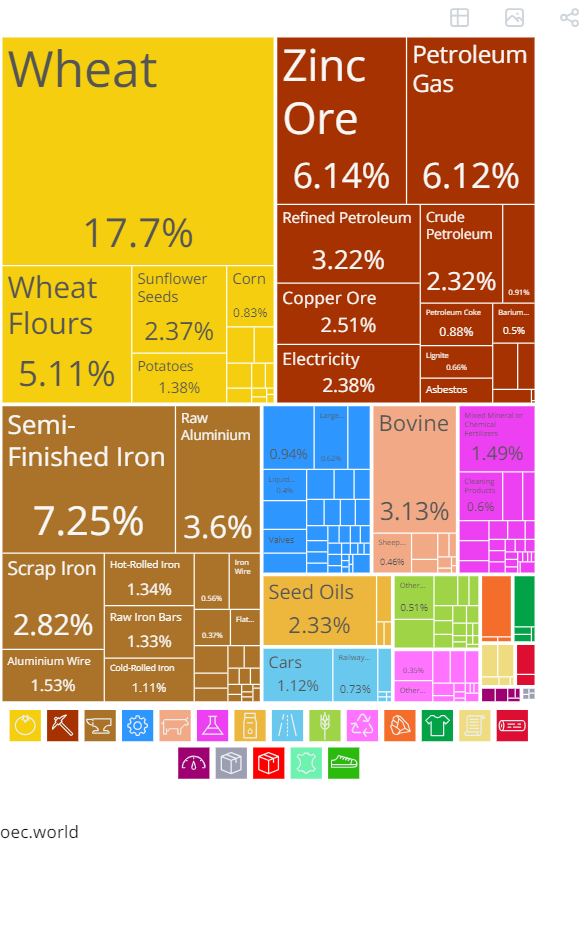 Wheat
17.7%
Wheat
Flours
5.11%
Sunflower
Seeds
2.37%
Potatoes
1.38%
Corn
0.83%
Zinc
Ore
6.14%
Petroleum
Gas
6.12%
Refined Petroleum
3.22%
Copper Ore
2.51%
Electricity
2.38%
Crude
Petroleum
2.32%
0.91%
Petroleum Coke
0.88%
Barium...
0.5%
Lignite
0.66%
Asbestos
Semi-
Finished Iron
7.25%
Raw
Aluminium
3.6%
Scrap Iron
2.82%
Aluminium Wire
1.53%
Hot-Rolled Iron
1.34%
Raw Iron Bars
1.33%
Cold-Rolled Iron
1.11%
0.56%
Iron
Wire
0.37%
Flat...
0.94%
Large...
0.62%
Liquid...
0.4%
Valves
Bovine
3.13%
Sheep...
0.46%
Mixed Mineral or
Chemical
Fertilizers
1.49%
Cleaning
Products
0.6%
Seed Oils
2.33%
Cars
1.12%
Railway...
0.73%
Other...
0.51%
0.35%
Other...
oec.world